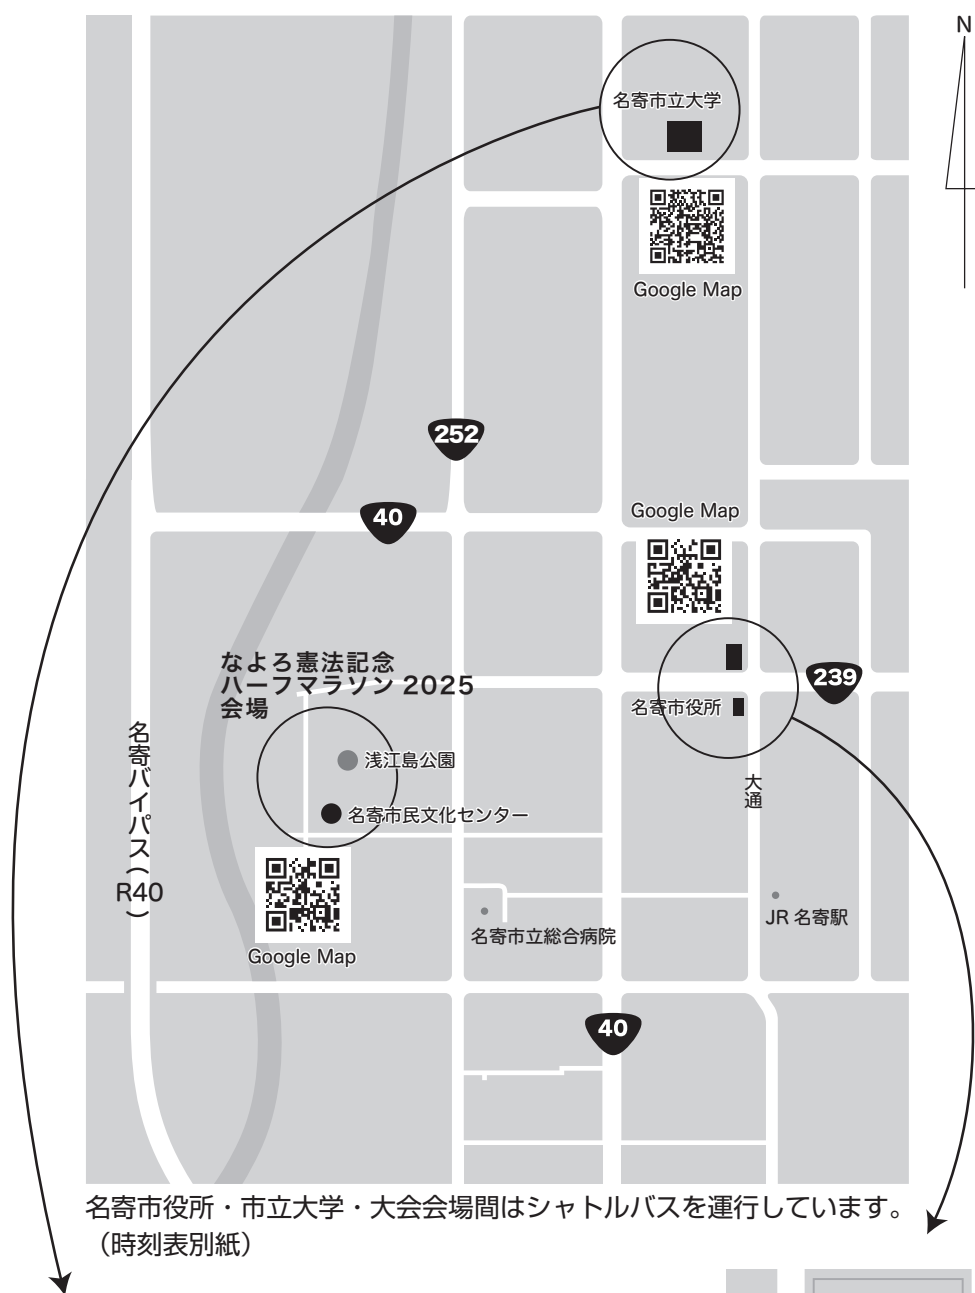 N
名寄市立大学
Google Map
252
Google Map
40
なよろ憲法記念
ハーフマラソン 2025
会場
239
名寄市役所
浅江島公園
大通
名寄バイパス(R40)
名寄市民文化センター
JR 名寄駅
名寄市立総合病院
Google Map
40
名寄市役所・市立大学・大会会場間はシャトルバスを運行しています。
（時刻表別紙）